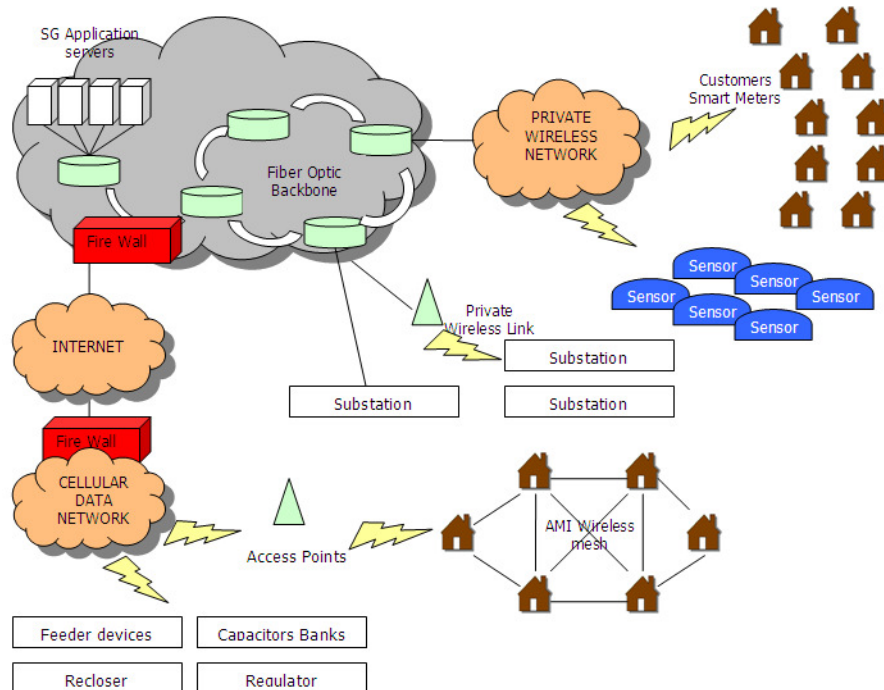 SG Application
servers
Fiber Optic
Backbone
Fire Wall
PRIVATE
WIRELESS
NETWORK
Customers
Smart Meters
Sensor
Sensor
Sensor
Sensor
Sensor
Sensor
INTERNET
Private
Wireless Link
Substation
Substation
Substation
Fire Wall
CELLULAR
DATA
NETWORK
Access Points
AMI Wireless
mesh
Feeder devices
Capacitors Banks
Recloser
Regulator